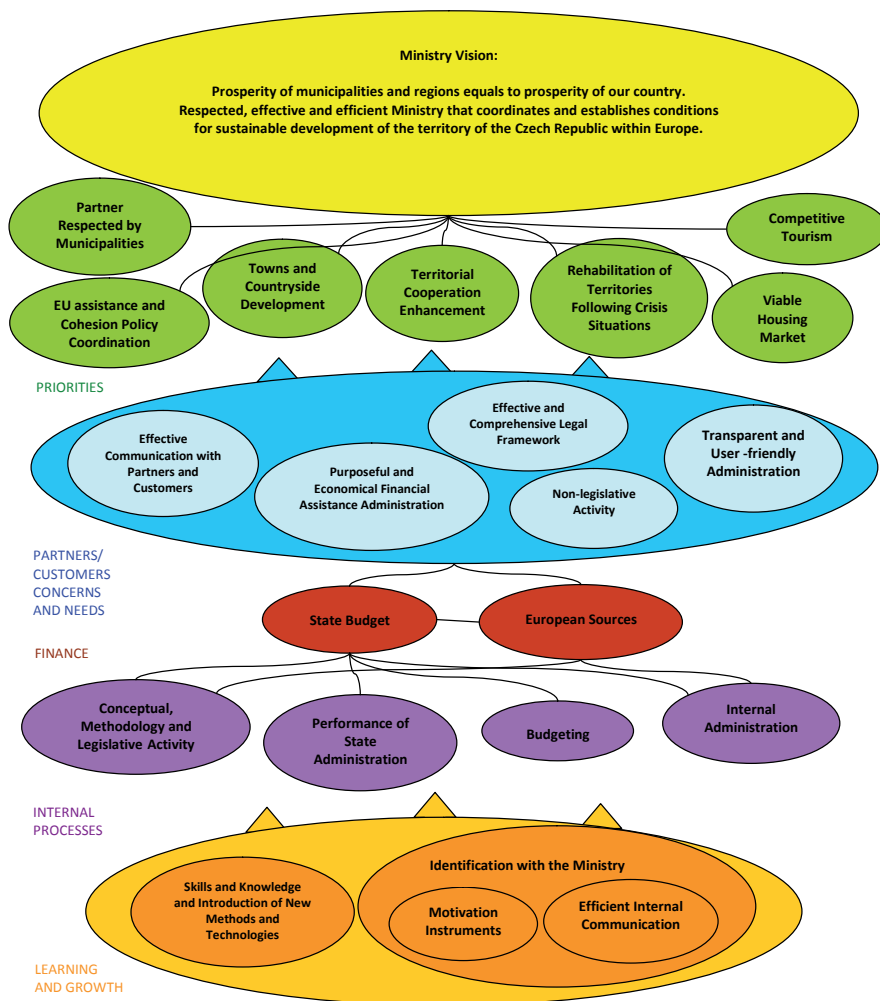 Ministry Vision:
Prosperity of municipalities and regions equals to prosperity of our country.
Respected, effective and efficient Ministry that coordinates and establishes conditions
for sustainable development of the territory of the Czech Republic within Europe.
Partner
Respected by
Municipalities
Competitive
Tourism
EU assistance and
Cohesion Policy
Coordination
Towns and
Countryside
Development
Territorial
Cooperation
Enhancement
Rehabilitation of
Territories
Following Crisis
Situations
Viable
Housing
Market
PRIORITIES
Effective
Communication with
Partners and
Customers
Purposeful and
Economical Financial
Assistance Administration
Effective and
Comprehensive Legal
Framework
Non-legislative
Activity
Transparent and
User -friendly
Administration
PARTNERS/
CUSTOMERS
CONCERNS
AND NEEDS
State Budget
European Sources
FINANCE
Conceptual,
Methodology and
Legislative Activity
Performance of
State
Administration
Budgeting
Internal
Administration
INTERNAL
PROCESSES
Skills and Knowledge
and Introduction of New
Methods and
Technologies
Identification with the Ministry
Motivation
Instruments
Efficient Internal
Communication
LEARNING
AND GROWTH